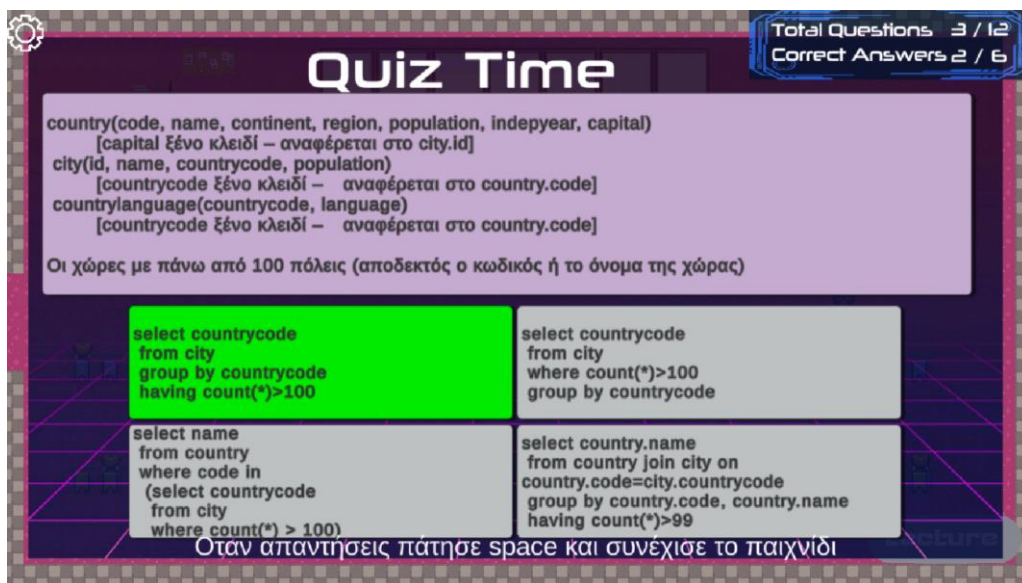 Total Questions 3 / 12
Correct Answers 2 / 6
Quiz Time
country(code, name, continent, region, population, indepyear, capital)
[capital ξένο κλειδί – αναφέρεται στο city.id]
city(id, name, countrycode, population)
[countrycode ξένο κλειδί – αναφέρεται στο country.code]
countrylanguage(countrycode, language)
[countrycode ξένο κλειδί – αναφέρεται στο country.code]
Οι χώρες με πάνω από 100 πόλεις (αποδεκτός ο κωδικός ή το όνομα της χώρας)
select countrycode
from city
group by countrycode
having count(*)>100
select countrycode
from city
where count(*)>100
group by countrycode
select name
from country
where code in
(select countrycode
from city
where count(*) > 100)
select country.name
from country join city on
country.code=city.countrycode
group by country.code, country.name
having count(*)>99
Όταν απαντήσεις πάτησε space και συνέχισε το παιχνίδι